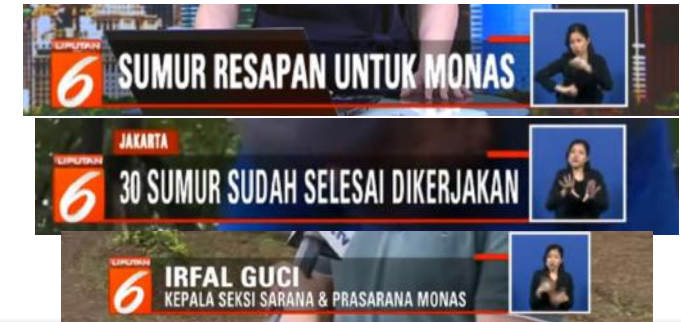 LIPUTAN
6
SUMUR RESAPAN UNTUK MONAS
JAKARTA
LIPUTAN
6
30 SUMUR SUDAH SELESAI DIKERJAKAN
LIPUTAN
6
IRFAL GUCI
KEPALA SEKSI SARANA & PRASARANA MONAS